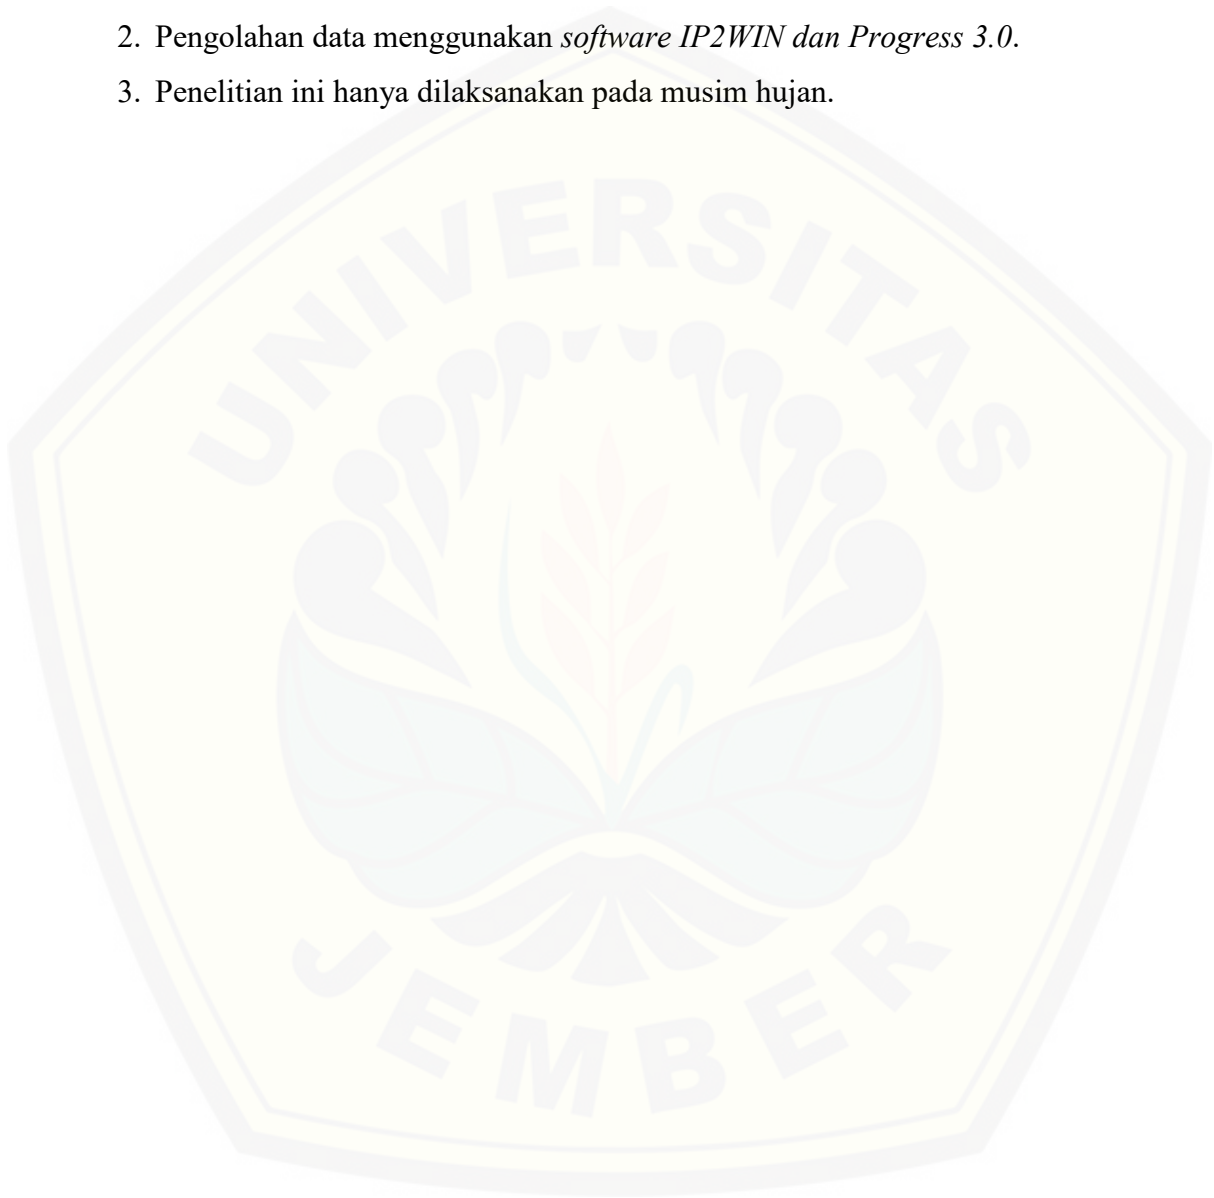 2. Pengolahan data menggunakan software IP2WIN dan Progress 3.0.
3. Penelitian ini hanya dilaksanakan pada musim hujan.
UNIVERSITAS
JEMBER